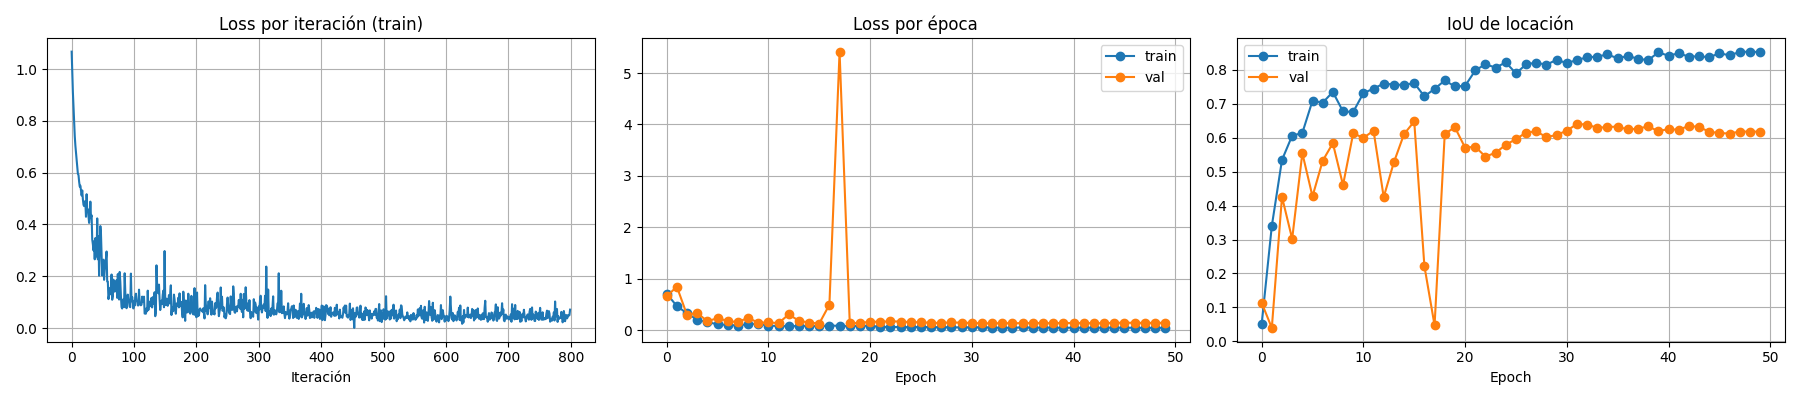 Loss por iteración (train)
1.0
0.8
0.6
0.4
0.2
0.0
0 100 200 300 400 500 600 700 800
Iteración
Loss por época
train
val
5
4
3
2
1
0
0 10 20 30 40 50
Epoch
IoU de locación
train
val
0.8
0.7
0.6
0.5
0.4
0.3
0.2
0.1
0.0
0 10 20 30 40 50
Epoch